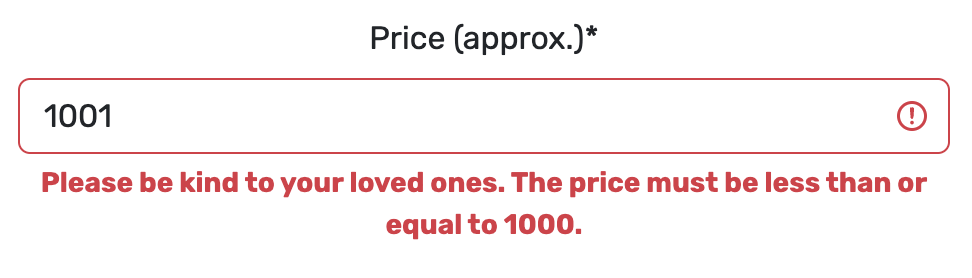 Price (approx.)*
1001
Please be kind to your loved ones. The price must be less than or
equal to 1000.